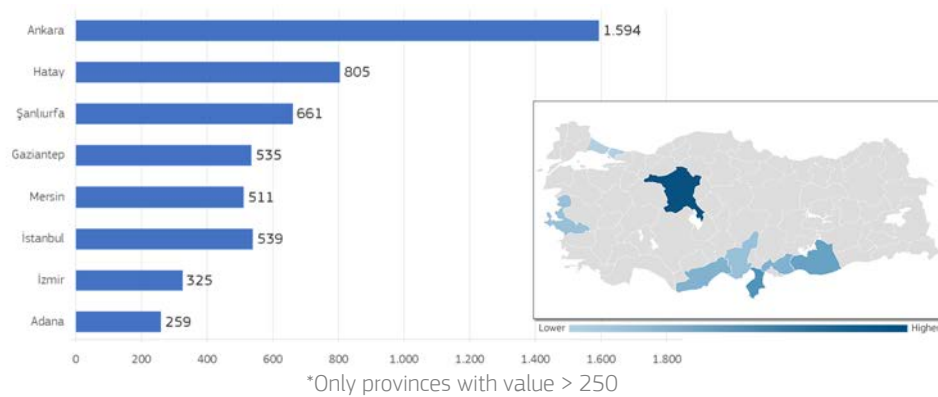 Ankara 1.594
Hatay 805
Şanlıurfa 661
Gaziantep 535
Mersin 511
İstanbul 539
İzmir 325
Adana 259
Lower Higher
0 200 400 600 800 1.000 1.200 1.400 1.600 1.800
*Only provinces with value > 250